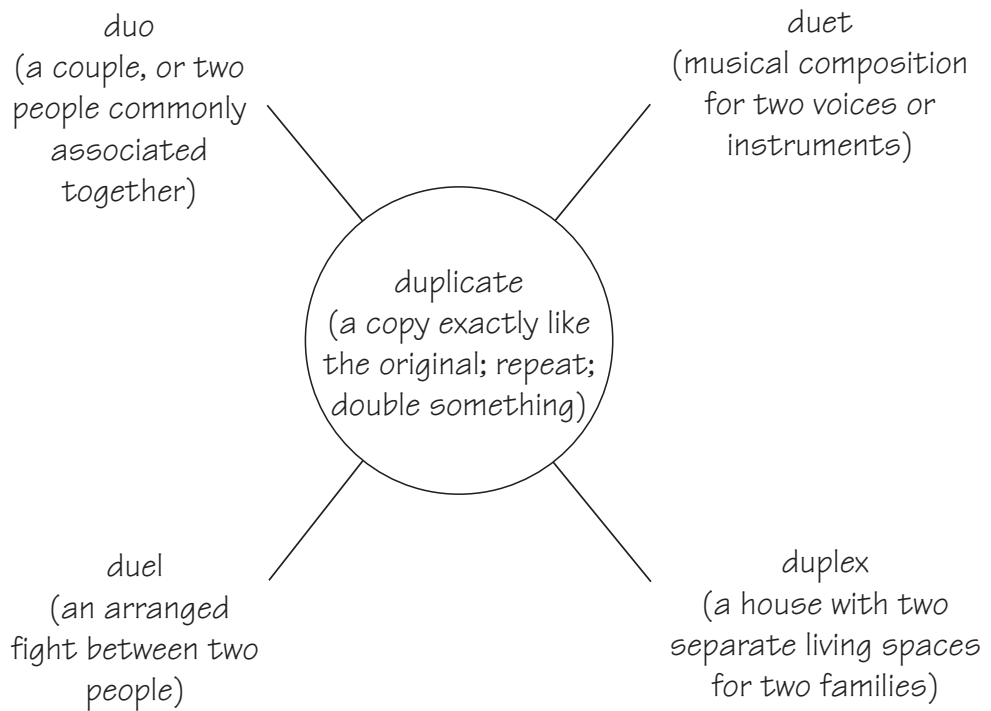 duo
(a couple, or two
people commonly
associated
together)
duet
(musical composition
for two voices or
instruments)
duplicate
(a copy exactly like
the original; repeat;
double something)
duel
(an arranged
fight between two
people)
duplex
(a house with two
separate living spaces
for two families)